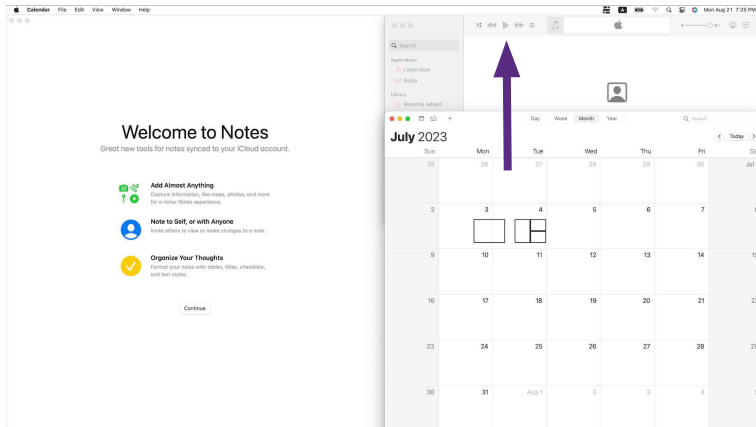 Calendar File Edit View Window Help
Mon Aug 21 7:25 PM
Search
Apple Music
Listen Now
Radio
Library
Recently Added
Welcome to Notes
Great new tools for notes synced to your iCloud account.
Add Almost Anything
Capture information, like maps, photos, and more
for a richer Notes experience.
Note to Self, or with Anyone
Invite others to view or make changes to a note.
Organize Your Thoughts
Format your notes with tables, titles, checklists,
and text styles.
Continue
Day Week Month Year
Search
July 2023
Today
Sun Mon Tue Wed Thu Fri Sa
25 26 27 28 29 30 Jul
2 3 4 5 6 7 8
9 10 11 12 13 14 15
16 17 18 19 20 21 22
23 24 25 26 27 28 29
30 31 Aug 1 2 3 4